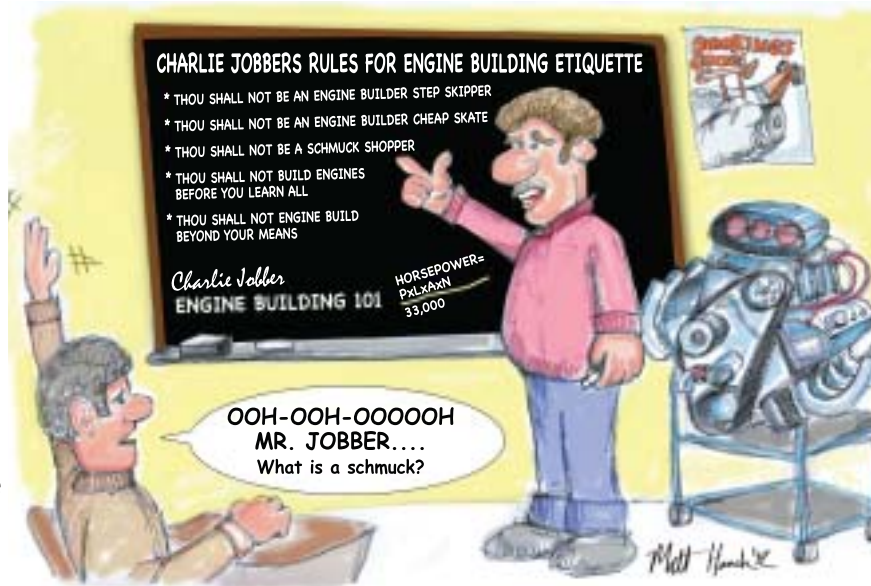 CHARLIE JOBBERS RULES FOR ENGINE BUILDING ETIQUETTE
* THOU SHALL NOT BE AN ENGINE BUILDER STEP SKIPPER
* THOU SHALL NOT BE AN ENGINE BUILDER CHEAP SKATE
* THOU SHALL NOT BE A SCHMUCK SHOPPER
* THOU SHALL NOT BUILD ENGINES
BEFORE YOU LEARN ALL
* THOU SHALL NOT ENGINE BUILD
BEYOND YOUR MEANS
Charlie Jobber
ENGINE BUILDING 101
HORSEPOWER=
PxLxAxN
33,000
OOH-OOH-OOOOOH
MR. JOBBER....
What is a schmuck?